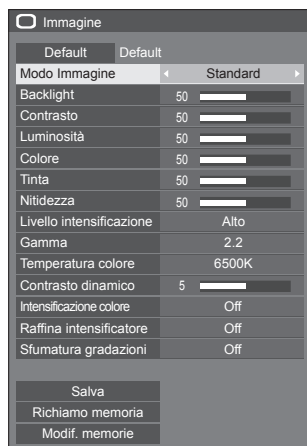 Immagine
Default Default
Modo Immagine Standard
Backlight 50
Contrasto 50
Luminosità 50
Colore 50
Tinta 50
Nitidezza 50
Livello intensificazione Alto
Gamma 2.2
Temperatura colore 6500K
Contrasto dinamico 5
Intensificazione colore Off
Raffina intensificatore Off
Sfumatura gradazioni Off
Salva
Richiamo memoria
Modif. memorie